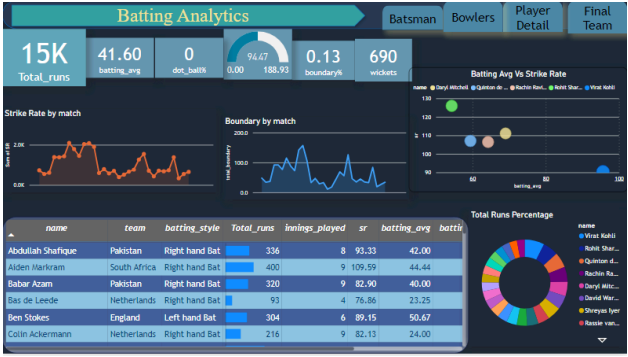 Batting Analytics
Batsman
Bowlers
Player Detail
Final Team
15K
Total_runs
41.60
batting_avg
0
dot_ball%
94.47
0.00
188.93
0.13
boundary%
690
wickets
Strike Rate by match
Sum of SR
2.0K
0.0K
Boundary by match
total_boundary
200.0
100.0
0.0
Batting Avg Vs Strike Rate
name
Daryl Mitchell
Quinton de ...
Rachin Ravi...
Rohit Shar...
Virat Kohli
130
120
110
100
90
sr
60
80
100
batting_avg
name team batting_style Total_runs innings_played sr batting_avg battin
Abdullah Shafique Pakistan Right hand Bat 336 8 93.33 42.00
Aiden Markram South Africa Right hand Bat 400 9 109.59 44.44
Babar Azam Pakistan Right hand Bat 320 9 82.90 40.00
Bas de Leede Netherlands Right hand Bat 93 4 76.86 23.25
Ben Stokes England Left hand Bat 304 6 89.15 50.67
Colin Ackermann Netherlands Right hand Bat 216 9 82.13 24.00
Total Runs Percentage
name
Virat Kohli
Rohit Shar...
Quinton d...
Rachin Ra...
Daryl Mitc...
David War...
Shreyas Iyer
Rassie van...